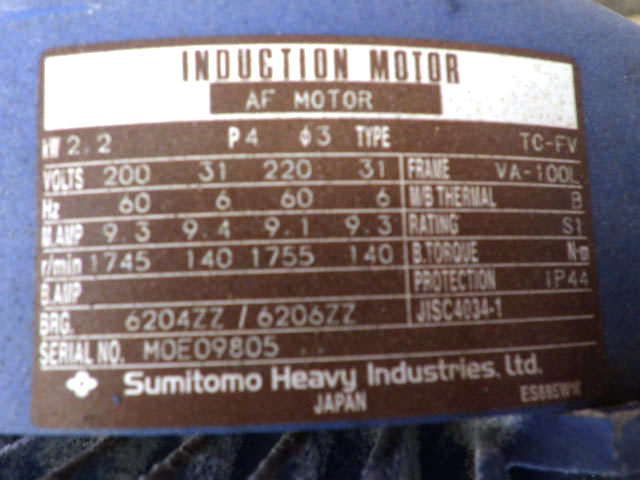 INDUCTION MOTOR
AF MOTOR
kW 2.2 P 4 φ3 TYPE TC-FV
VOLTS 200 31 220 31 FRAME VA-100L
Hz 60 6 60 6 M/B THERMAL B
M.AMP 9.3 9.4 9.1 9.3 RATING S1
r/min 1745 140 1755 140 B.TORQUE N·m
B.AMP PROTECTION IP44
BRG. 6204ZZ / 6206ZZ JISC4034-1
SERIAL NO. MOE09805
Sumitomo Heavy Industries, Ltd.
JAPAN